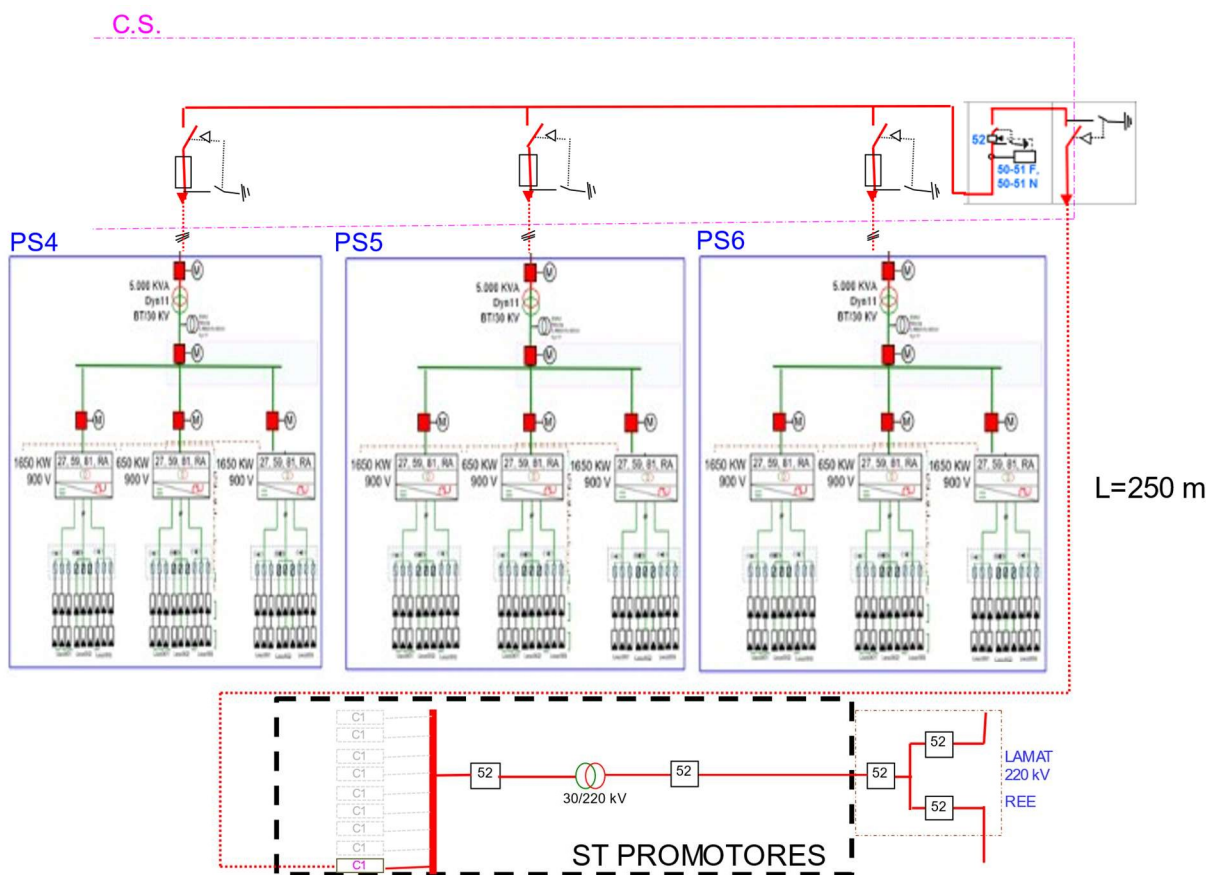 C.S.
52
50-51 F,
50-51 N
PS4
PS5
PS6
M
5.000 KVA
Dyn11
BT/30 KV
M
M
M
1650 KW
900 V
27, 59, 81, RA
650 KW
900 V
27, 59, 81, RA
1650 KW
900 V
27, 59, 81, RA
M
5.000 KVA
Dyn11
BT/30 KV
M
M
M
1650 KW
900 V
27, 59, 81, RA
650 KW
900 V
27, 59, 81, RA
1650 KW
900 V
27, 59, 81, RA
M
5.000 KVA
Dyn11
BT/30 KV
M
M
M
1650 KW
900 V
27, 59, 81, RA
650 KW
900 V
27, 59, 81, RA
1650 KW
900 V
27, 59, 81, RA
L=250 m
C1
C1
C1
C1
C1
C1
C1
C1
52
30/220 kV
52
52
52
52
LAMAT
220 kV
REE
ST PROMOTORES